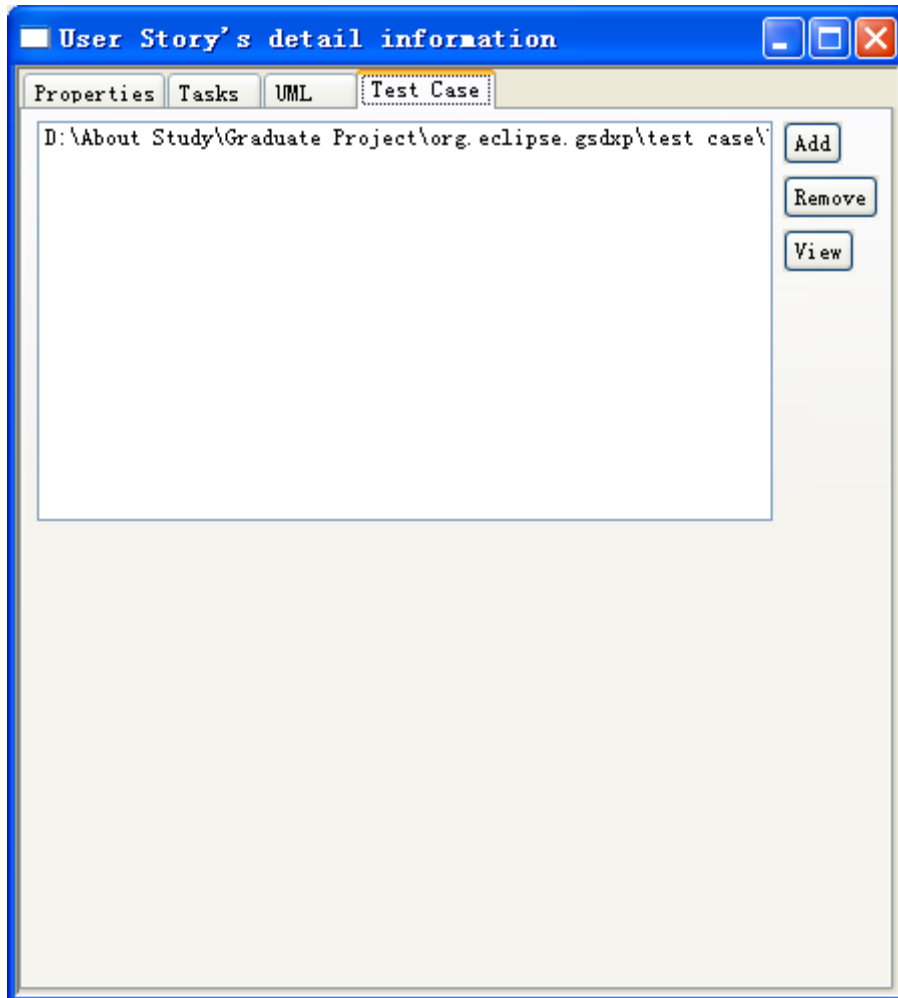 User Story's detail information
Properties Tasks UML Test Case
D:\About Study\Graduate Project\org.eclipse.gsdxp\test case\
Add
Remove
View